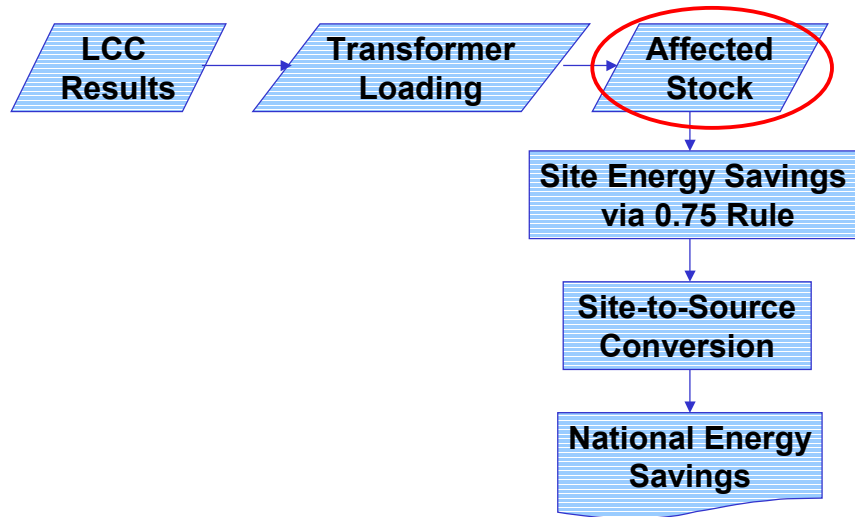 LCC
Results
Transformer
Loading
Affected
Stock
Site Energy Savings
via 0.75 Rule
Site-to-Source
Conversion
National Energy
Savings